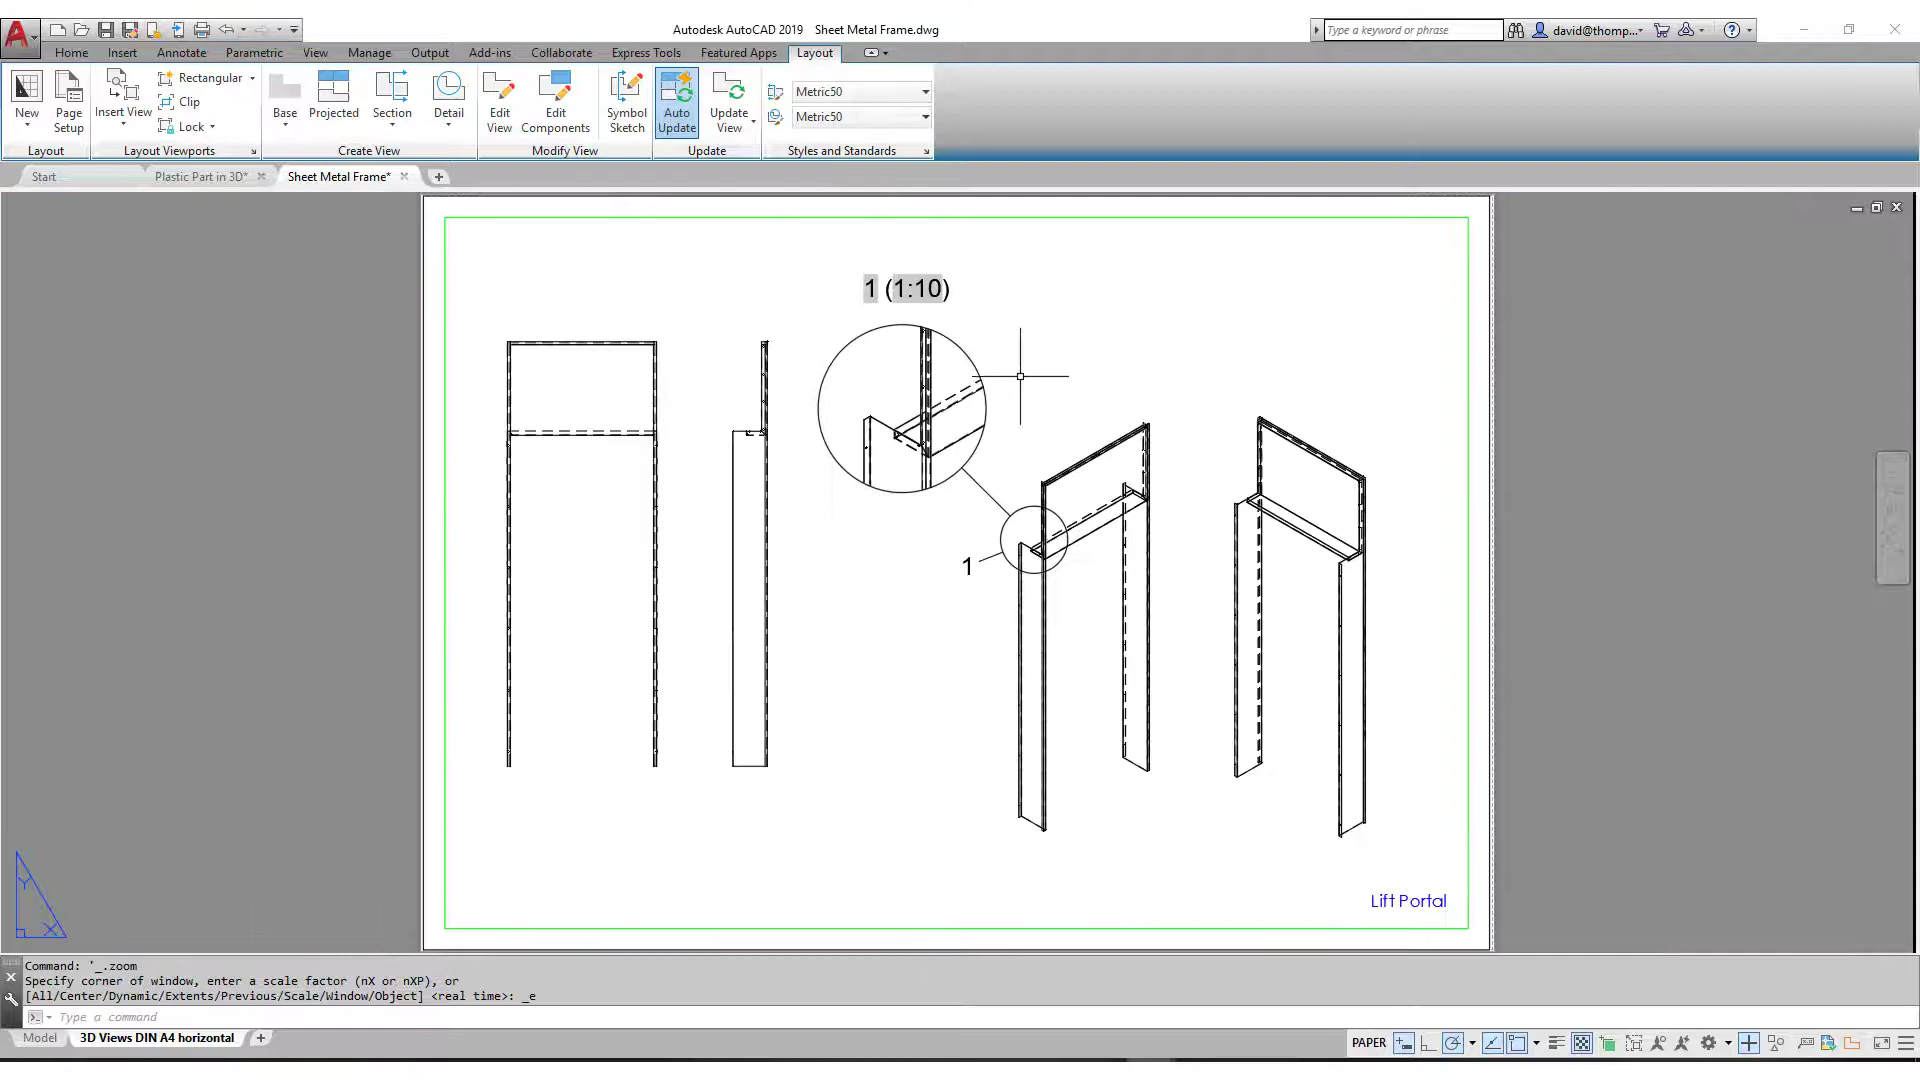 Autodesk AutoCAD 2019 Sheet Metal Frame.dwg
Type a keyword or phrase
david@thomp...
Home Insert Annotate Parametric View Manage Output Add-ins Collaborate Express Tools Featured Apps Layout
New
Page Setup
Insert View
Rectangular
Clip
Lock
Base
Projected
Section
Detail
Edit View
Edit Components
Symbol Sketch
Auto Update
Update View
Metric50
Metric50
Layout Layout Viewports Create View Modify View Update Styles and Standards
Start Plastic Part in 3D* Sheet Metal Frame*
1 (1:10)
1
Lift Portal
Y
X
Command: '_.zoom
Specify corner of window, enter a scale factor (nX or nXP), or
[All/Center/Dynamic/Extents/Previous/Scale/Window/Object] <real time>: _e
Type a command
Model 3D Views DIN A4 horizontal
PAPER